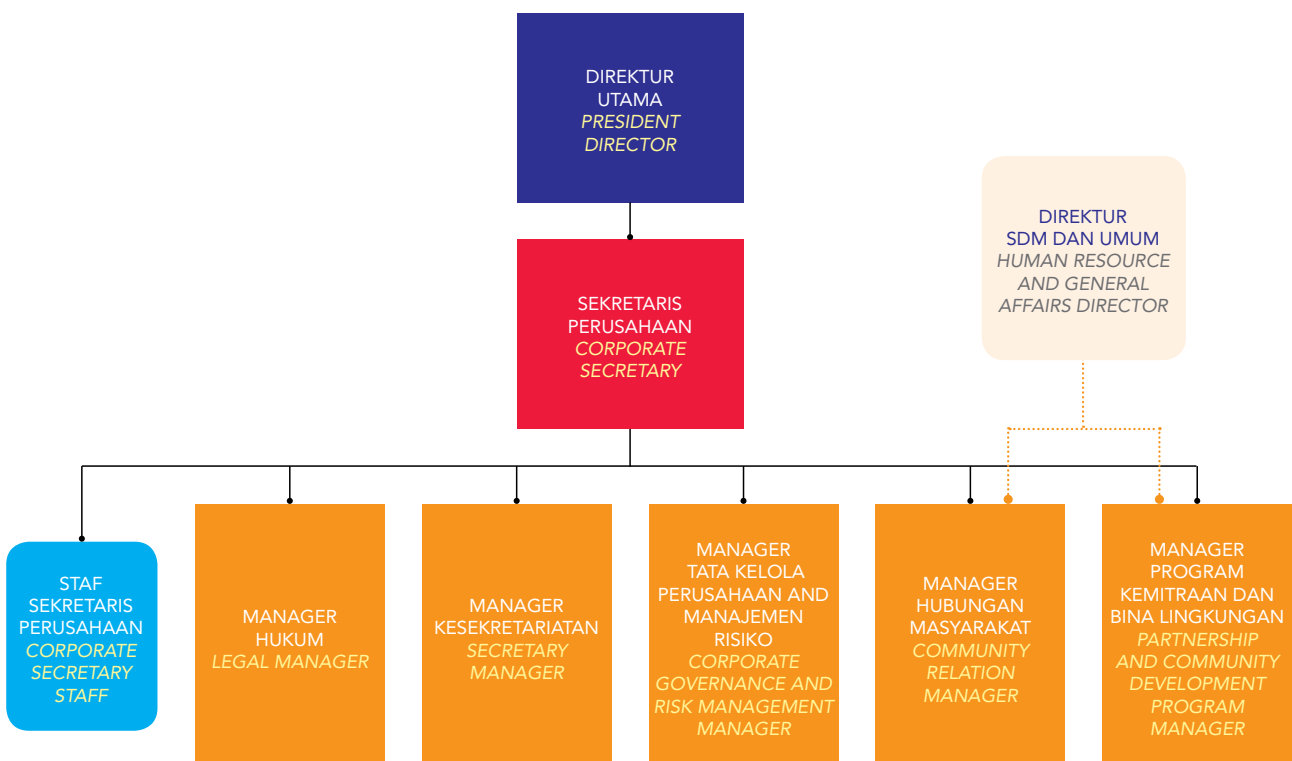 DIREKTUR
UTAMA
PRESIDENT
DIRECTOR
DIREKTUR
SDM DAN UMUM
HUMAN RESOURCE
AND GENERAL
AFFAIRS DIRECTOR
SEKRETARIS
PERUSAHAAN
CORPORATE
SECRETARY
STAF
SEKRETARIS
PERUSAHAAN
CORPORATE
SECRETARY
STAFF
MANAGER
HUKUM
LEGAL MANAGER
MANAGER
KESEKRETARIATAN
SECRETARY
MANAGER
MANAGER
TATA KELOLA
PERUSAHAAN AND
MANAJEMEN
RISIKO
CORPORATE
GOVERNANCE AND
RISK MANAGEMENT
MANAGER
MANAGER
HUBUNGAN
MASYARAKAT
COMMUNITY
RELATION
MANAGER
MANAGER
PROGRAM
KEMITRAAN DAN
BINA LINGKUNGAN
PARTNERSHIP
AND COMMUNITY
DEVELOPMENT
PROGRAM
MANAGER